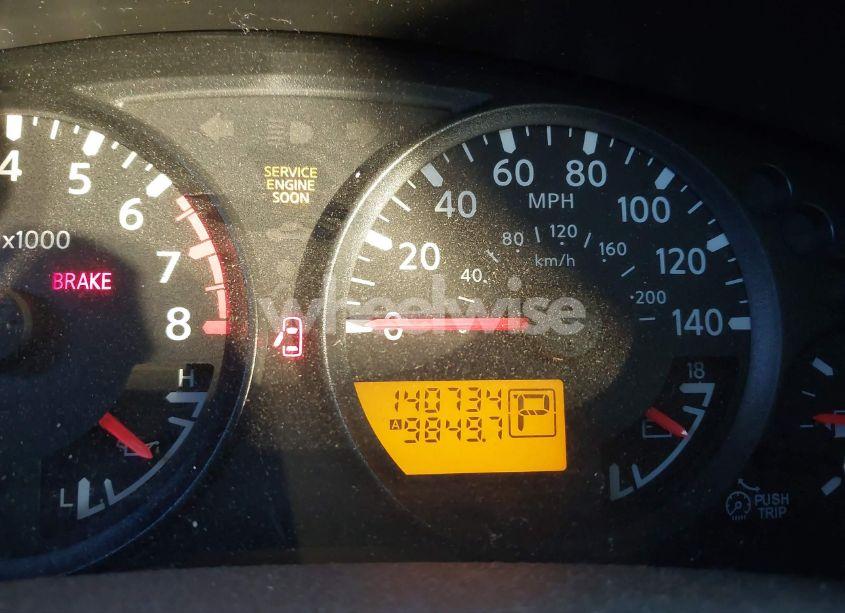 4
5
6
7
8
x1000
BRAKE
H
L
SERVICE
ENGINE
SOON
0
20
40
60
80
100
120
140
MPH
40
80
120
160
200
km/h
18
140734
A 9849.7
P
PUSH
TRIP
wheelwise